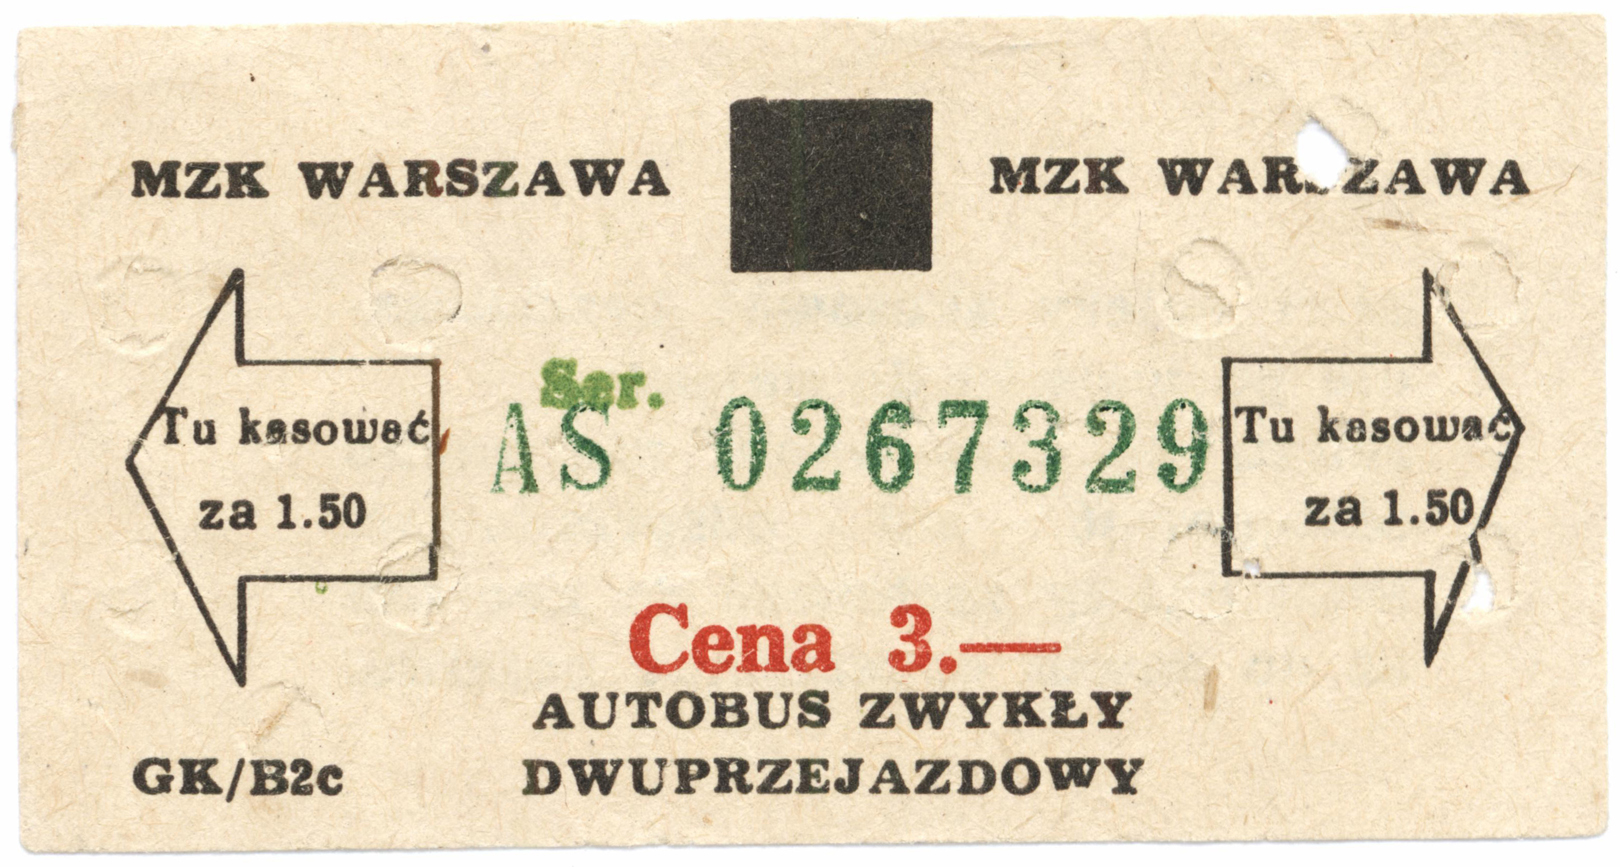 MZK WARSZAWA
MZK WARSZAWA
Tu kasować
za 1.50
Ser.
AS 0267329
Tu kasować
za 1.50
Cena 3.—
AUTOBUS ZWYKŁY
DWUPRZEJAZDOWY
GK/B2c